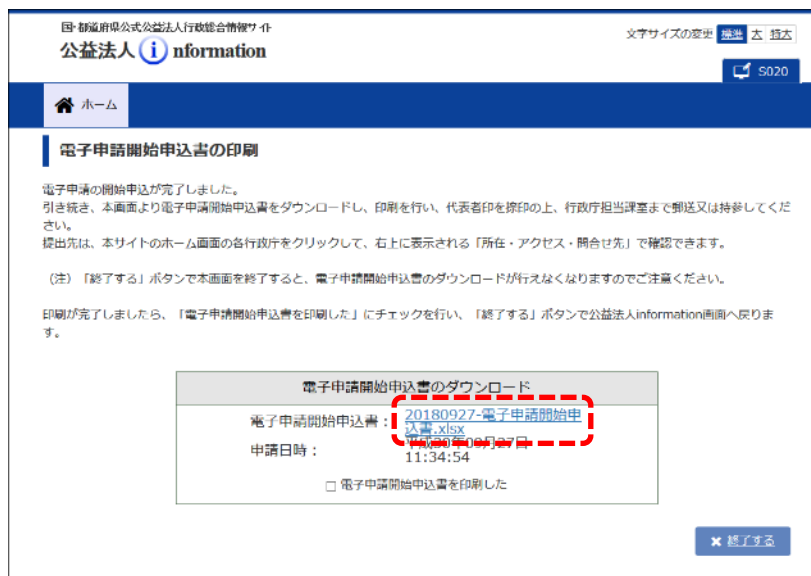 国・都道府県公式公益法人行政総合情報サイト
公益法人 i nformation
文字サイズの変更 標準 大 特大
S020
ホーム
電子申請開始申込書の印刷
電子申請の開始申込が完了しました。
引き続き、本画面より電子申請開始申込書をダウンロードし、印刷を行い、代表者印を捺印の上、行政庁担当課室まで郵送又は持参してくだ
さい。
提出先は、本サイトのホーム画面の各行政庁をクリックして、右上に表示される「所在・アクセス・問合せ先」で確認できます。
（注）「終了する」ボタンで本画面を終了すると、電子申請開始申込書のダウンロードが行えなくなりますのでご注意ください。
印刷が完了しましたら、「電子申請開始申込書を印刷した」にチェックを行い、「終了する」ボタンで公益法人information画面へ戻りま
す。
電子申請開始申込書のダウンロード
電子申請開始申込書：
20180927-電子申請開始申
込書.xlsx
申請日時：
平成30年09月27日
11:34:54
電子申請開始申込書を印刷した
終了する